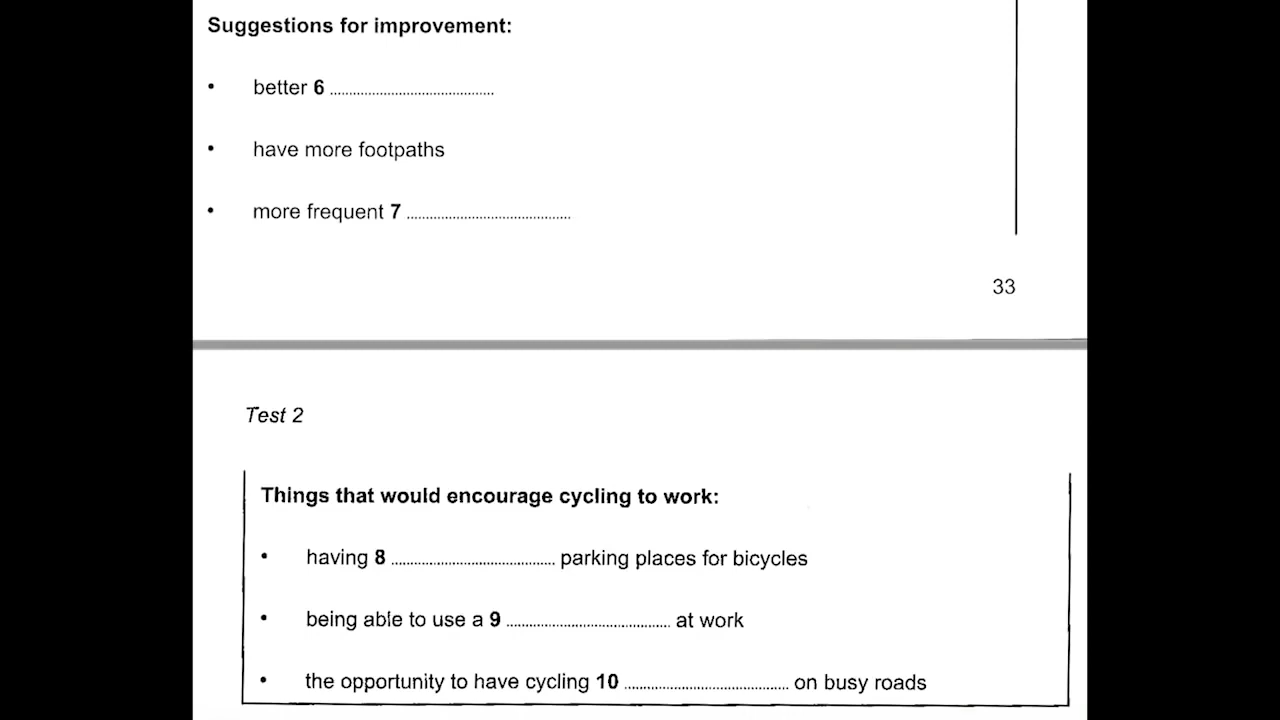 Suggestions for improvement:
• better 6 ........................................
• have more footpaths
• more frequent 7 ........................................
33
Test 2
Things that would encourage cycling to work:
• having 8 ........................................ parking places for bicycles
• being able to use a 9 ........................................ at work
• the opportunity to have cycling 10 ........................................ on busy roads